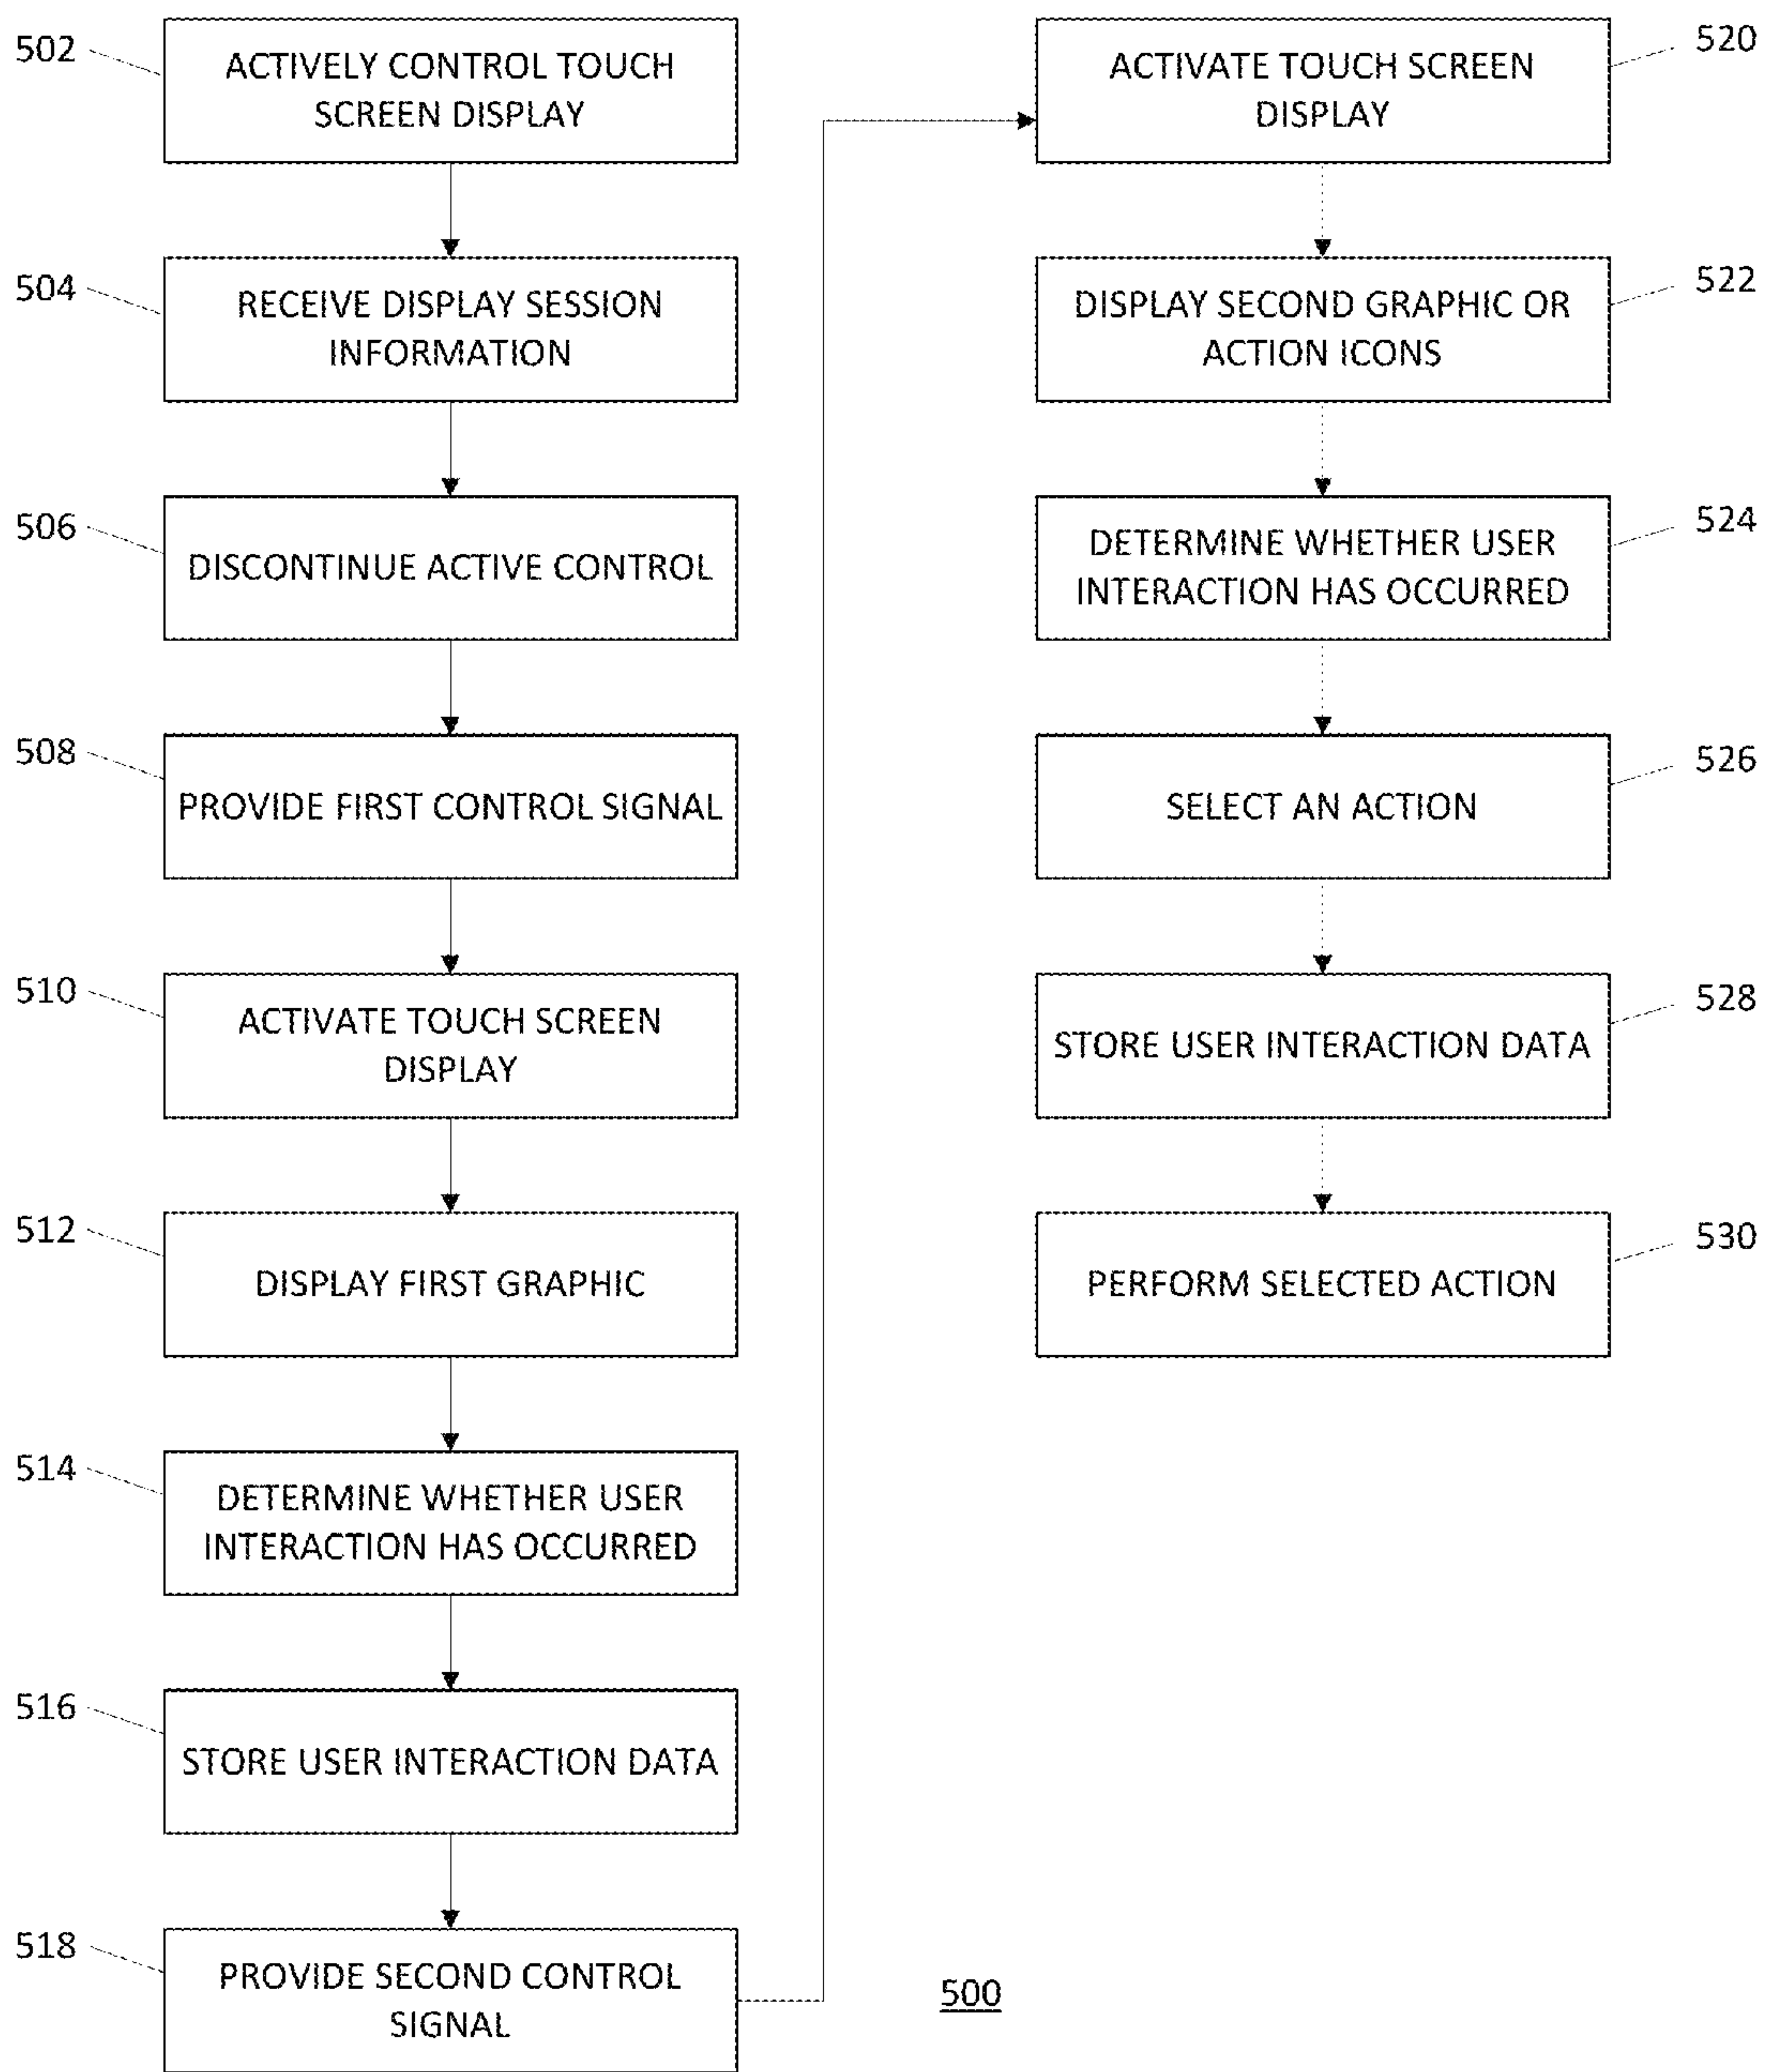 502
ACTIVELY CONTROL TOUCH
SCREEN DISPLAY
504
RECEIVE DISPLAY SESSION
INFORMATION
506
DISCONTINUE ACTIVE CONTROL
508
PROVIDE FIRST CONTROL SIGNAL
510
ACTIVATE TOUCH SCREEN
DISPLAY
512
DISPLAY FIRST GRAPHIC
514
DETERMINE WHETHER USER
INTERACTION HAS OCCURRED
516
STORE USER INTERACTION DATA
518
PROVIDE SECOND CONTROL
SIGNAL
520
ACTIVATE TOUCH SCREEN
DISPLAY
522
DISPLAY SECOND GRAPHIC OR
ACTION ICONS
524
DETERMINE WHETHER USER
INTERACTION HAS OCCURRED
526
SELECT AN ACTION
528
STORE USER INTERACTION DATA
530
PERFORM SELECTED ACTION
500